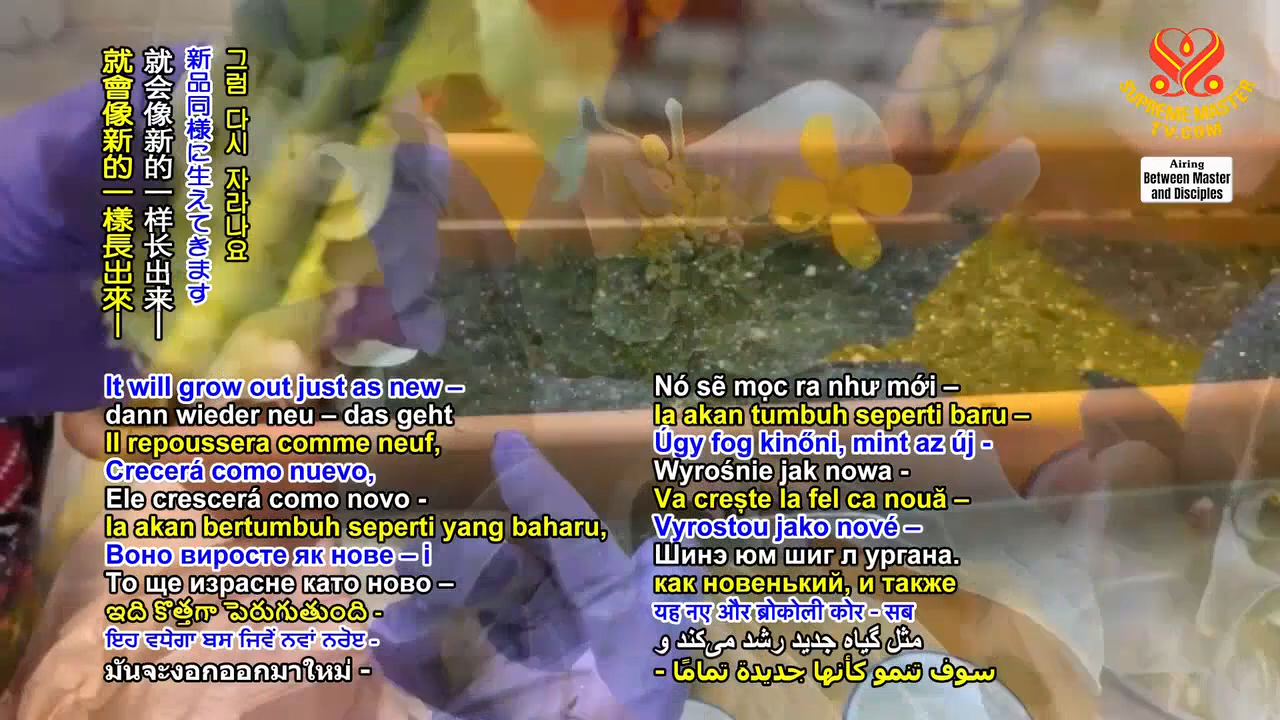 就會像新的一樣長出來—
就会像新的一样长出来—
新品同様に生えてきます
그럼 다시 자라나요
SUPREME MASTER
TV.COM
Airing
Between Master
and Disciples
It will grow out just as new –
dann wieder neu – das geht
Il repoussera comme neuf,
Crecerá como nuevo,
Ele crescerá como novo -
Ia akan bertumbuh seperti yang baharu,
Воно виросте як нове – і
То ще израсне като ново –
ఇది కొత్తగా పెరుగుతుంది -
ਇਹ ਵਧੇਗਾ ਬਸ ਜਿਵੇਂ ਨਵਾਂ ਨਰੋਏ -
มันจะงอกออกมาใหม่ -
Nó sẽ mọc ra như mới –
Ia akan tumbuh seperti baru –
Úgy fog kinőni, mint az új -
Wyrośnie jak nowa -
Va crește la fel ca nouă –
Vyrostou jako nové –
Шинэ юм шиг л ургана.
как новенький, и также
यह नए और ब्रोकोली कोर - सब
مثل گیاه جدید رشد می‌کند و
سوف تنمو كأنها جديدة تمامًا -